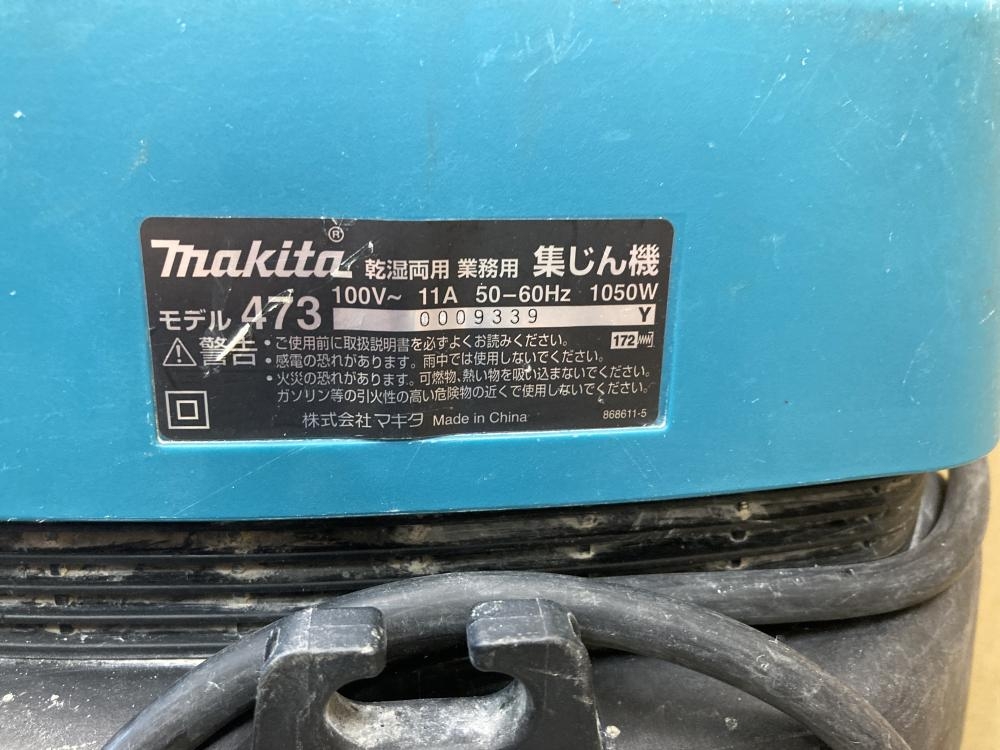 makita® 乾湿両用 業務用 集じん機
モデル 473 100V~ 11A 50-60Hz 1050W
0009339 Y
⚠警告 • ご使用前に取扱説明書を必ずよくお読みください。 172
• 感電の恐れがあります。雨中では使用しないでください。
• 火災の恐れがあります。可燃物、熱い物を吸い込まないでください。
ガソリン等の引火性の高い危険物の近くで使用しないでください。
株式会社マキタ Made in China 868611-5